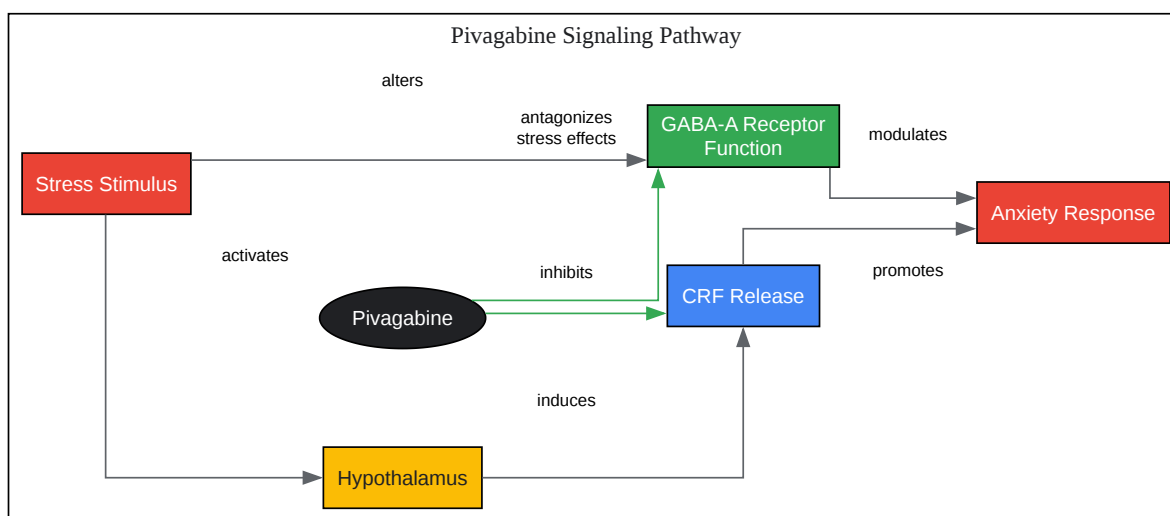 Pivagabine Signaling Pathway
alters
antagonizes
stress effects
GABA-A Receptor
Function
modulates
Stress Stimulus
Anxiety Response
activates
inhibits
promotes
CRF Release
Pivagabine
induces
Hypothalamus